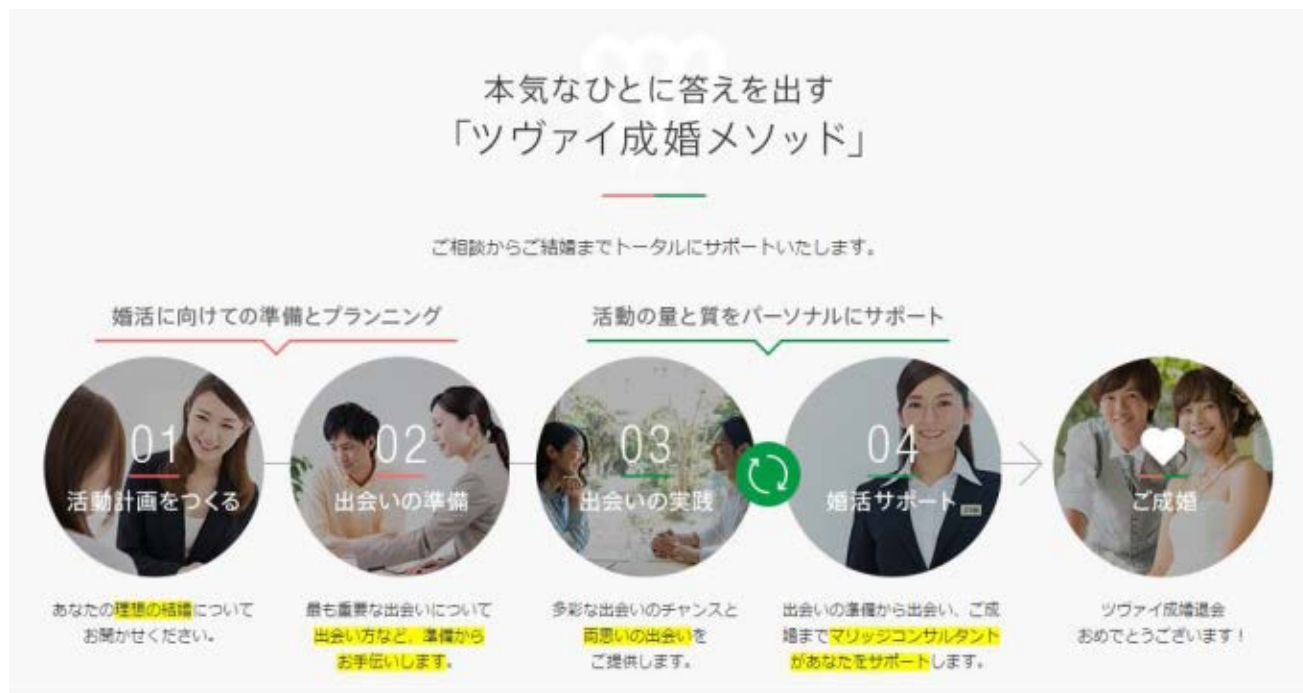 本気なひとに答えを出す
「ツヴァイ成婚メソッド」
ご相談からご結婚までトータルにサポートいたします。
婚活に向けての準備とプランニング
活動の量と質をパーソナルにサポート
01
活動計画をつくる
02
出会いの準備
03
出会いの実践
04
婚活サポート
ご成婚
あなたの理想の結婚について
お聞かせください。
最も重要な出会いについて
出会い方など、準備から
お手伝いします。
多彩な出会いのチャンスと
両思いの出会いを
ご提供します。
出会いの準備から出会い、ご成
婚までマリッジコンサルタント
があなたをサポートします。
ツヴァイ成婚退会
おめでとうございます！